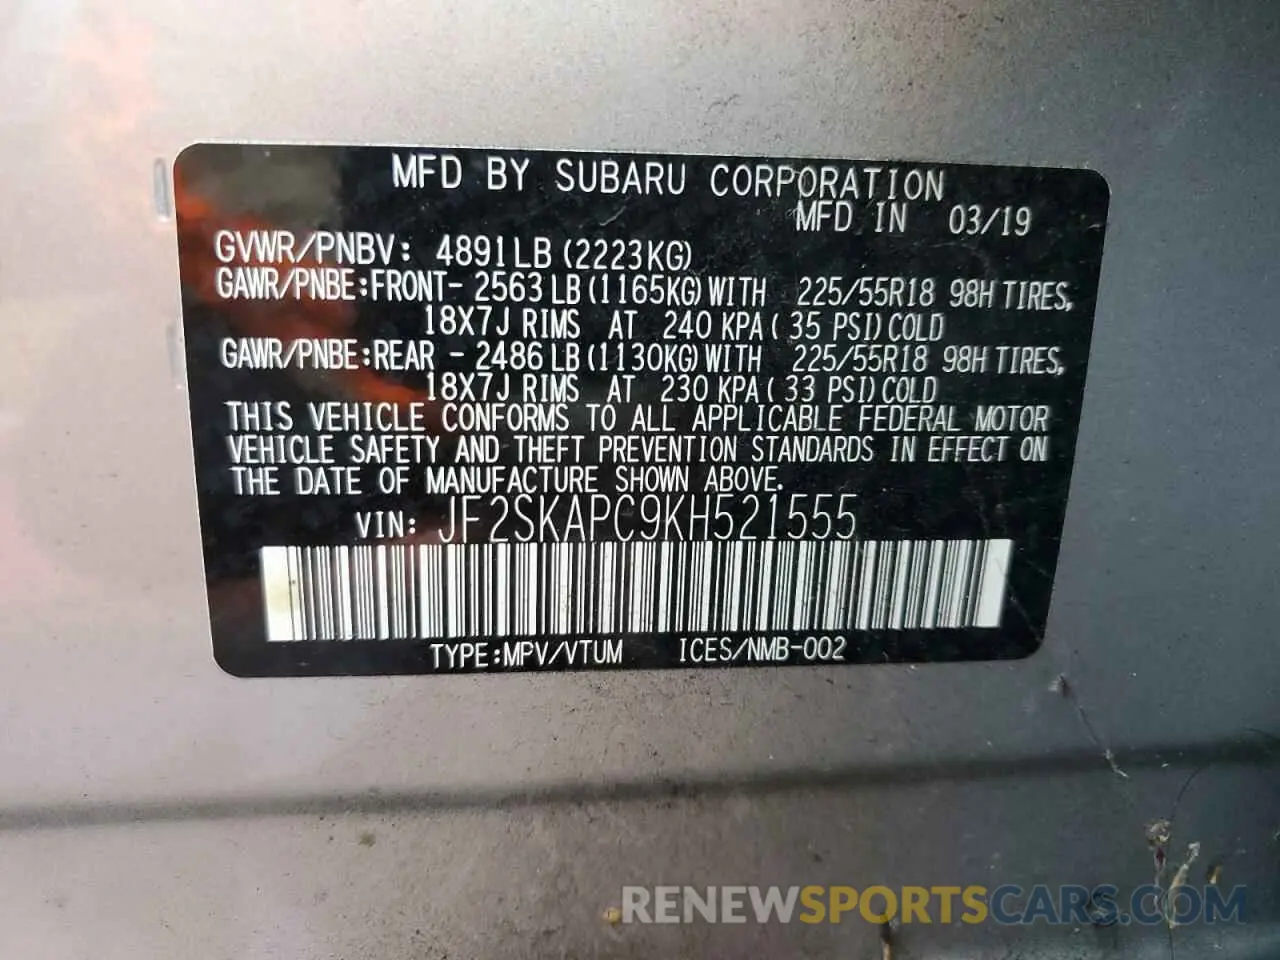 MFD BY SUBARU CORPORATION
MFD IN 03/19
GVWR/PNBV: 4891LB (2223KG)
GAWR/PNBE:FRONT- 2563 LB (1165KG) WITH 225/55R18 98H TIRES,
18X7J RIMS AT 240 KPA ( 35 PSI) COLD
GAWR/PNBE:REAR - 2486 LB (1130KG) WITH 225/55R18 98H TIRES,
18X7J RIMS AT 230 KPA ( 33 PSI) COLD
THIS VEHICLE CONFORMS TO ALL APPLICABLE FEDERAL MOTOR
VEHICLE SAFETY AND THEFT PREVENTION STANDARDS IN EFFECT ON
THE DATE OF MANUFACTURE SHOWN ABOVE.
VIN: JF2SKAPC9KH521555
TYPE:MPV/VTUM ICES/NMB-002
RENEWSPORTSCARS.COM